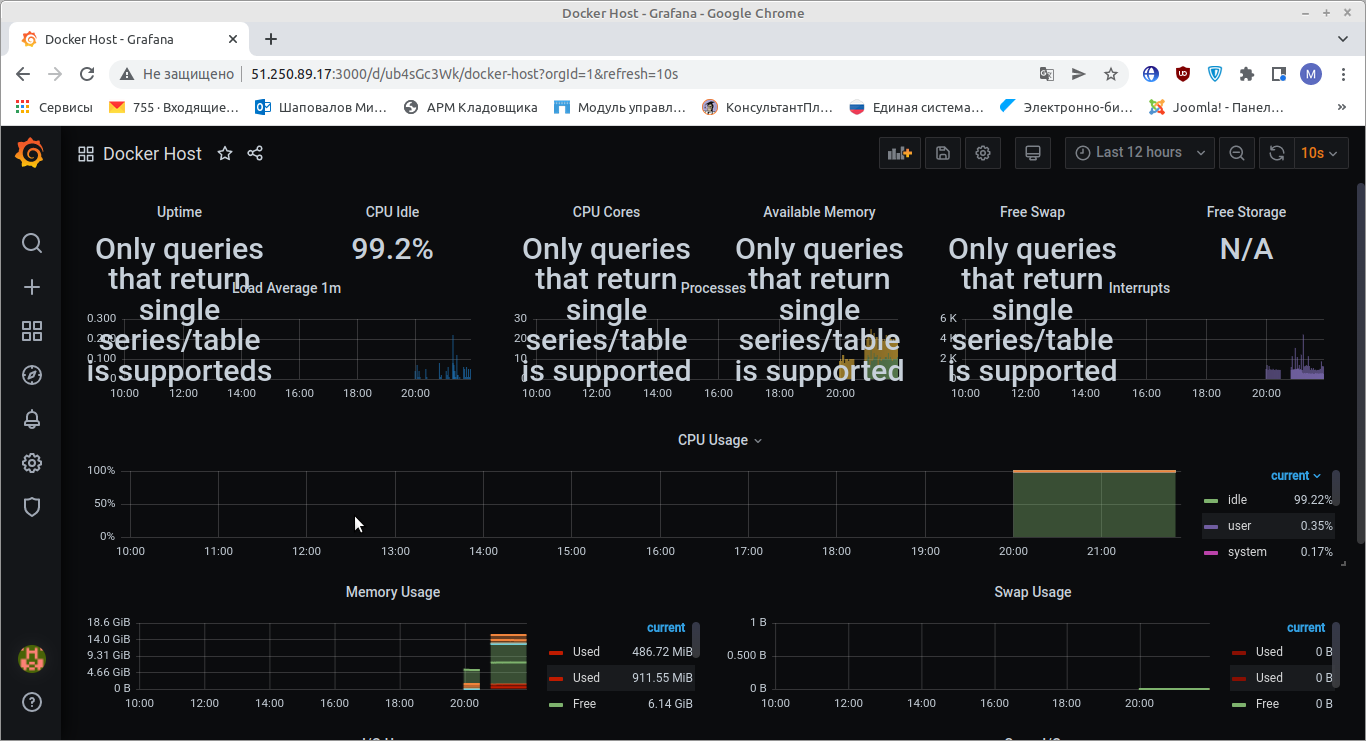 Docker Host - Grafana - Google Chrome
Docker Host - Grafana
Не защищено 51.250.89.17:3000/d/ub4sGc3Wk/docker-host?orgId=1&refresh=10s
M
Сервисы 755 · Входящие… Шаповалов Ми… АРМ Кладовщика Модуль управл… КонсультантПл… Единая система… Электронно-би… Joomla! - Панел… »
Docker Host Last 12 hours 10s
Uptime CPU Idle CPU Cores Available Memory Free Swap Free Storage
Only queries 99.2% Only queries Only queries Only queries N/A
that return that return that return that return
Load Average 1m Processes Interrupts
single single single single
0.300 30 6 K
series/table series/table series/table series/table
0.200 20 4 K
0.100 10 2 K
is supporteds is supported is supported is supported
0 0 0
10:00 12:00 14:00 16:00 18:00 20:00 10:00 12:00 14:00 16:00 18:00 20:00 10:00 12:00 14:00 16:00 18:00 20:00
CPU Usage
100%
50%
0%
10:00 11:00 12:00 13:00 14:00 15:00 16:00 17:00 18:00 19:00 20:00 21:00
current
idle 99.22%
user 0.35%
system 0.17%
Memory Usage Swap Usage
18.6 GiB
14.0 GiB
9.31 GiB
4.66 GiB
0 B
10:00 12:00 14:00 16:00 18:00 20:00
current
Used 486.72 MiB
Used 911.55 MiB
Free 6.14 GiB
1 B
0.500 B
0 B
10:00 12:00 14:00 16:00 18:00 20:00
current
Used 0 B
Used 0 B
Free 0 B